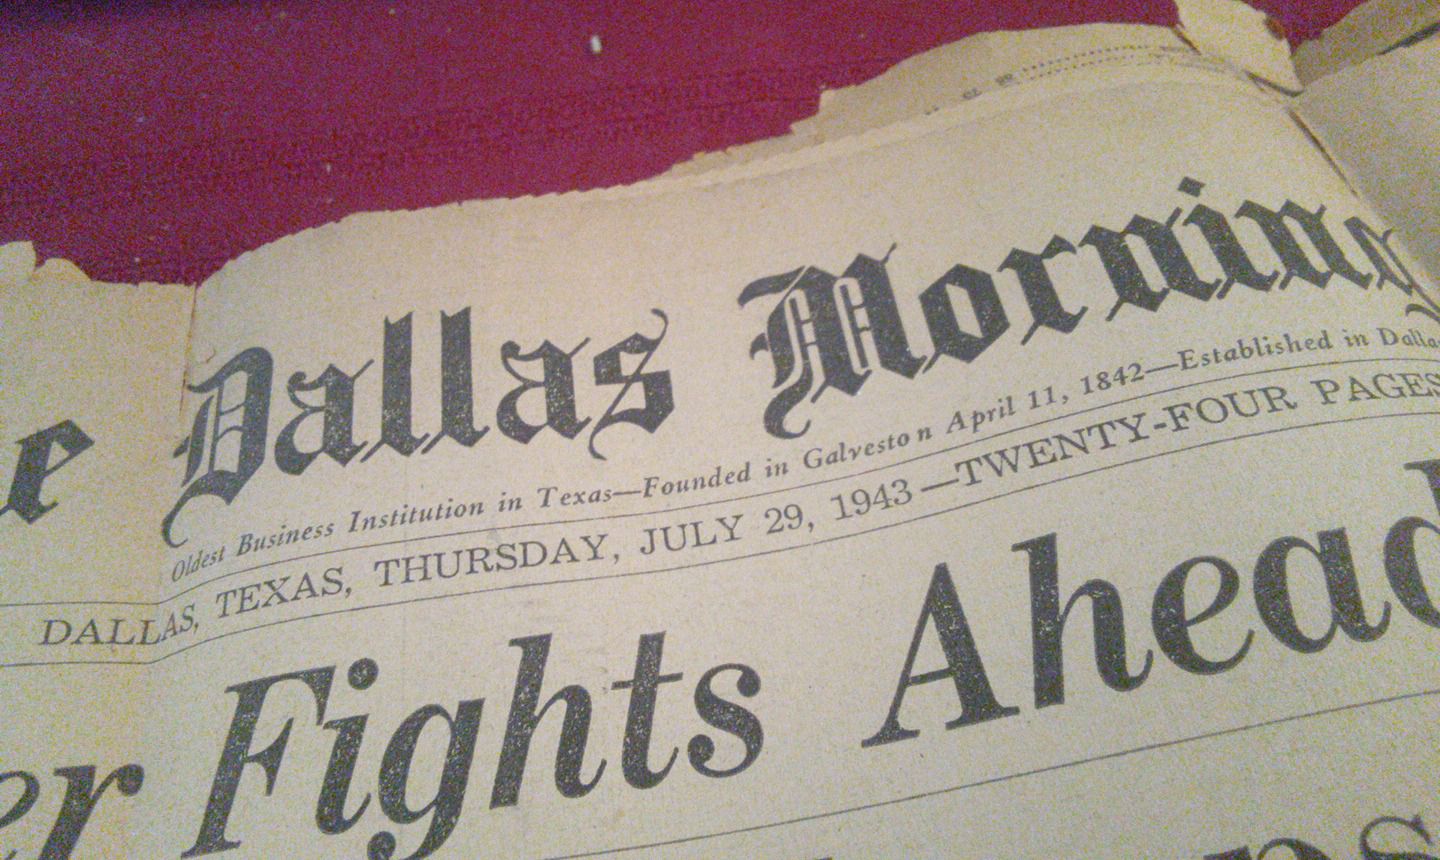 e Dallas Morning
Oldest Business Institution in Texas—Founded in Galveston April 11, 1842—Established in Dalla
DALLAS, TEXAS, THURSDAY, JULY 29, 1943—TWENTY-FOUR PAGES
er Fights Ahead